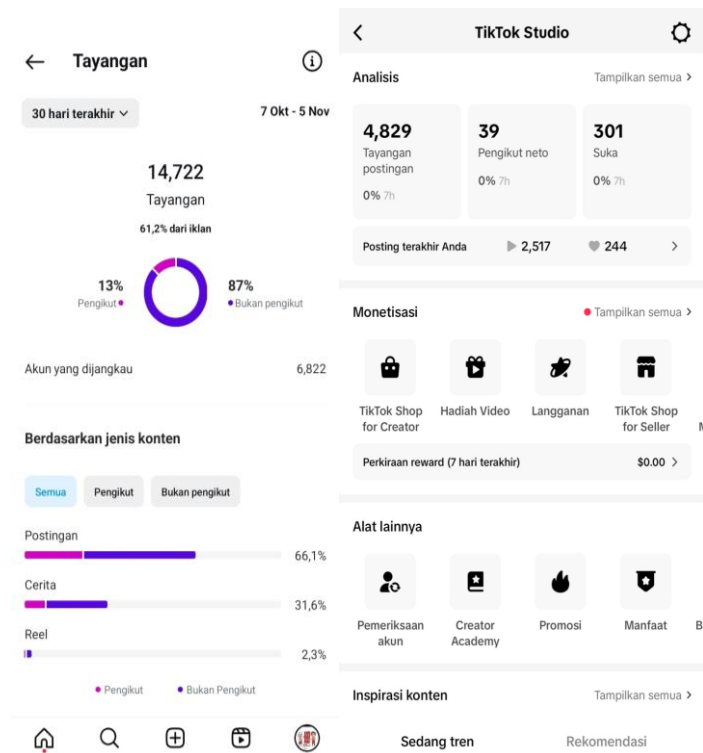 Tayangan
30 hari terakhir
7 Okt - 5 Nov
14,722
Tayangan
61,2% dari iklan
13%
Pengikut
87%
Bukan pengikut
Akun yang dijangkau 6,822
Berdasarkan jenis konten
Semua Pengikut Bukan pengikut
Postingan
66,1%
Cerita
31,6%
Reel
2,3%
Pengikut Bukan Pengikut
TikTok Studio
Analisis Tampilkan semua >
4,829
Tayangan
postingan
0% 7h
39
Pengikut neto
0% 7h
301
Suka
0% 7h
Posting terakhir Anda 2,517 244 >
Monetisasi Tampilkan semua >
TikTok Shop
for Creator
Hadiah Video
Langganan
TikTok Shop
for Seller
Perkiraan reward (7 hari terakhir) $0.00 >
Alat lainnya
Pemeriksaan
akun
Creator
Academy
Promosi
Manfaat
B
Inspirasi konten Tampilkan semua >
Sedang tren Rekomendasi